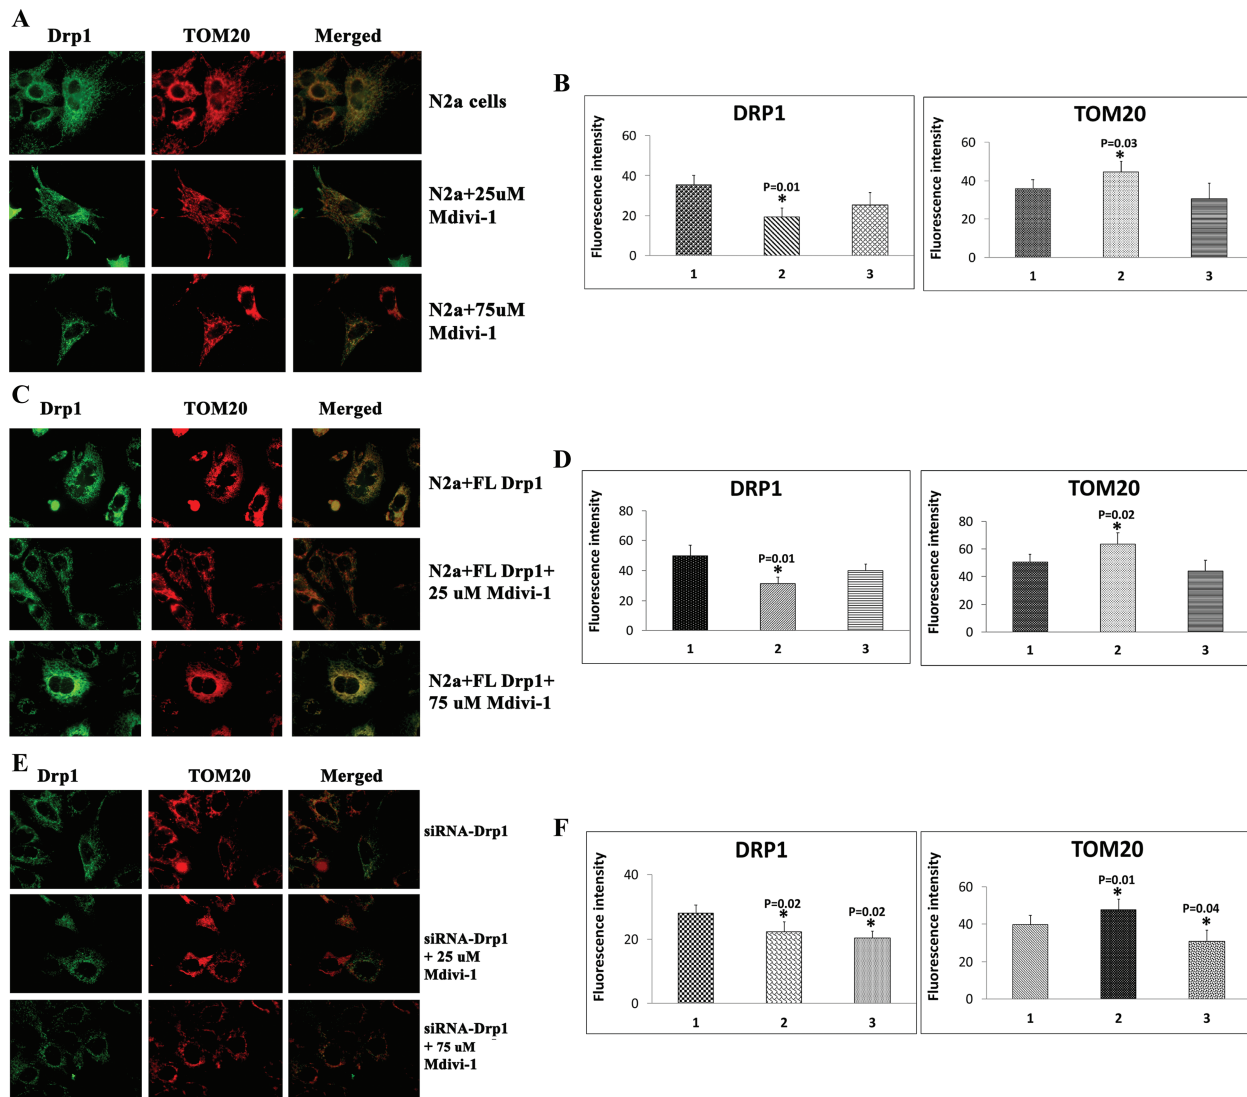 A
Drp1 TOM20 Merged
N2a cells
N2a+25uM
Mdivi-1
N2a+75uM
Mdivi-1
B
DRP1
Fluorescence intensity
60
40
20
0
P=0.01
*
1 2 3
TOM20
Fluorescence intensity
60
40
20
0
P=0.03
*
1 2 3
C
Drp1 TOM20 Merged
N2a+FL Drp1
N2a+FL Drp1+
25 uM Mdivi-1
N2a+FL Drp1+
75 uM Mdivi-1
D
DRP1
Fluorescence intensity
80
60
40
20
0
P=0.01
*
1 2 3
TOM20
Fluorescence intensity
80
60
40
20
0
P=0.02
*
1 2 3
E
Drp1 TOM20 Merged
siRNA-Drp1
siRNA-Drp1
+ 25 uM
Mdivi-1
siRNA-Drp1
+ 75 uM
Mdivi-1
F
DRP1
Fluorescence intensity
40
20
0
P=0.02
*
P=0.02
*
1 2 3
TOM20
Fluorescence intensity
60
40
20
0
P=0.01
*
P=0.04
*
1 2 3